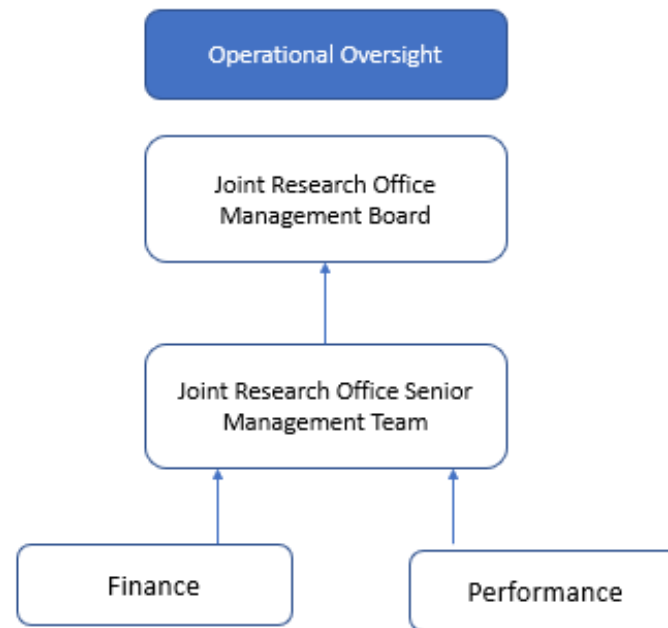 Operational Oversight
Joint Research Office
Management Board
Joint Research Office Senior
Management Team
Finance
Performance